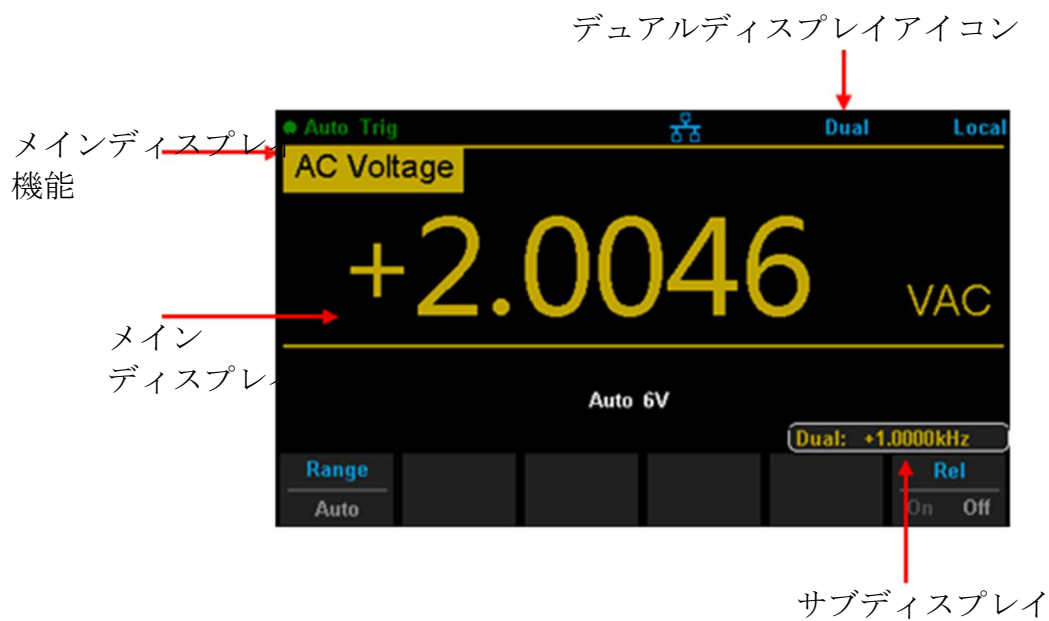 デュアルディスプレイアイコン
メインディスプレイ
機能
Auto Trig
Dual
Local
AC Voltage
+2.0046
VAC
メイン
ディスプレイ
Auto 6V
Dual: +1.0000kHz
Range
Rel
Auto
On Off
サブディスプレイ